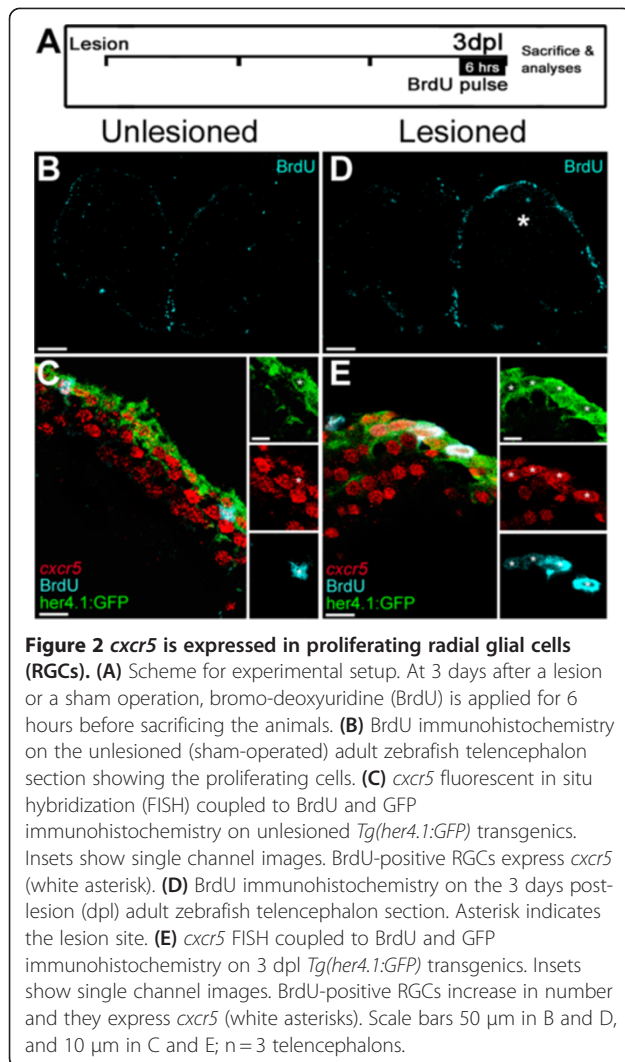 A
Lesion
3dpl
6 hrs
Sacrifice &
analyses
BrdU pulse
Unlesioned
Lesioned
B
BrdU
D
BrdU
*
C
cxcr5
BrdU
her4.1:GFP
*
*
*
E
cxcr5
BrdU
her4.1:GFP
* * * *
* * * *
* * * *
Figure 2 cxcr5 is expressed in proliferating radial glial cells
(RGCs). (A) Scheme for experimental setup. At 3 days after a lesion
or a sham operation, bromo-deoxyuridine (BrdU) is applied for 6
hours before sacrificing the animals. (B) BrdU immunohistochemistry
on the unlesioned (sham-operated) adult zebrafish telencephalon
section showing the proliferating cells. (C) cxcr5 fluorescent in situ
hybridization (FISH) coupled to BrdU and GFP
immunohistochemistry on unlesioned Tg(her4.1:GFP) transgenics.
Insets show single channel images. BrdU-positive RGCs express cxcr5
(white asterisk). (D) BrdU immunohistochemistry on the 3 days post-
lesion (dpl) adult zebrafish telencephalon section. Asterisk indicates
the lesion site. (E) cxcr5 FISH coupled to BrdU and GFP
immunohistochemistry on 3 dpl Tg(her4.1:GFP) transgenics. Insets
show single channel images. BrdU-positive RGCs increase in number
and they express cxcr5 (white asterisks). Scale bars 50 μm in B and D,
and 10 μm in C and E; n = 3 telencephalons.